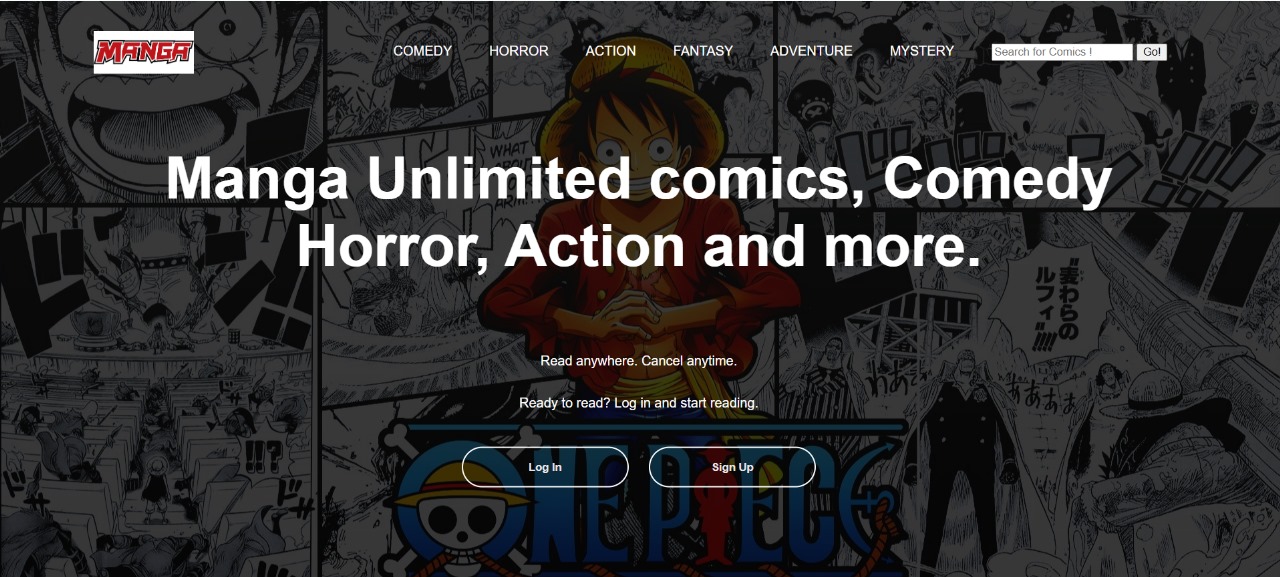 MANGA
COMEDY HORROR ACTION FANTASY ADVENTURE MYSTERY Search for Comics ! Go!
WHAT
Manga Unlimited comics, Comedy
Horror, Action and more.
"麦わらの
ルフィ"!!!!
Read anywhere. Cancel anytime.
Ready to read? Log in and start reading.
Log In Sign Up
!!?
ONE PIECE